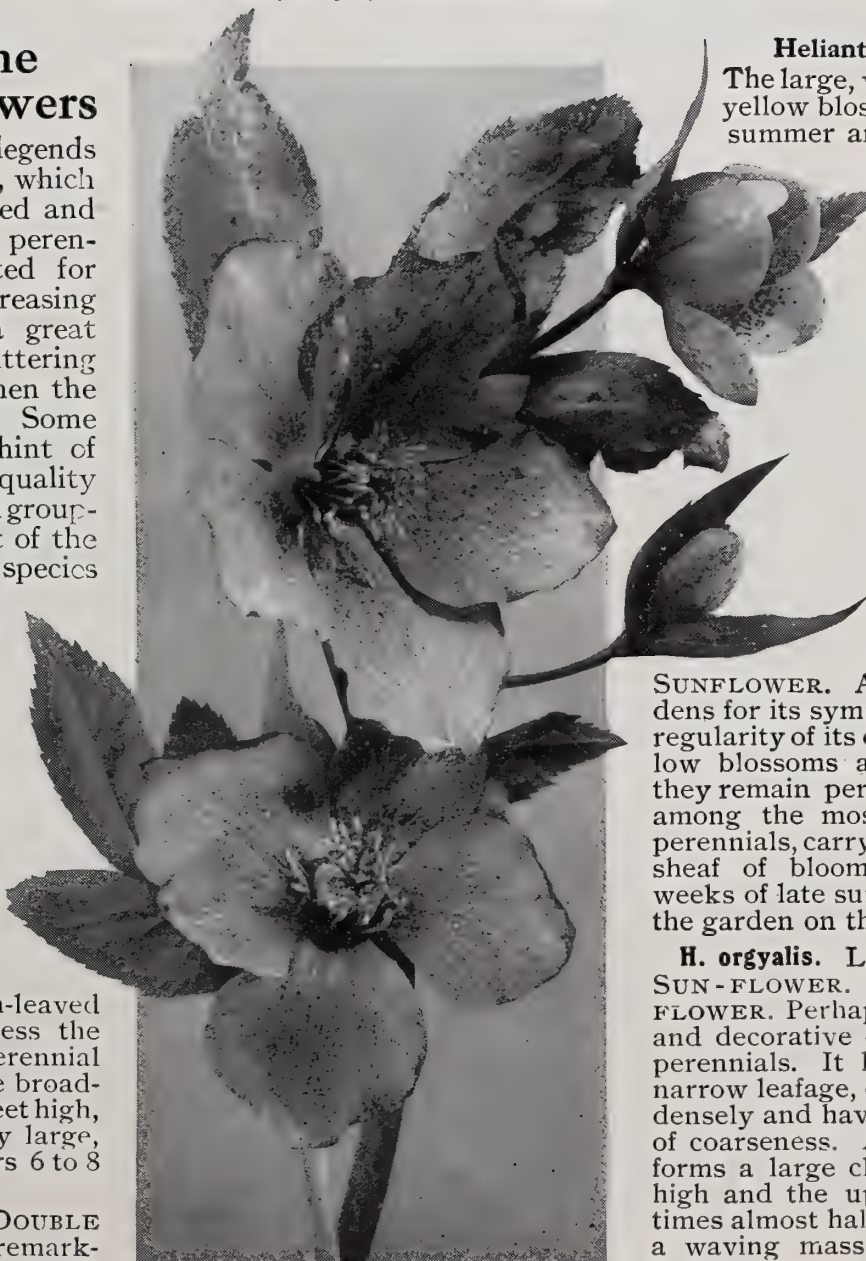 ne
wers
legends
, which
ed and
peren-
ted for
reasing
a great
ttering
hen the
Some
hint of
quality
group-
t of the
species
n-leaved
ess the
erennial
e broad-
eet high,
y large,
rs 6 to 8
DOUBLE
remark-
Heliant
The large,
yellow blos
summer an
SUNFLOWER. A
dens for its sym
regularity of its
low blossoms a
they remain per
among the mos
perennials, carry
sheaf of bloom
weeks of late su
the garden on th
H. orgyalis. L
SUN-FLOWER.
FLOWER. Perhap
and decorative
perennials. It
narrow leafage,
densely and hav
of coarseness.
forms a large cl
high and the up
times almost hal
a waving mass